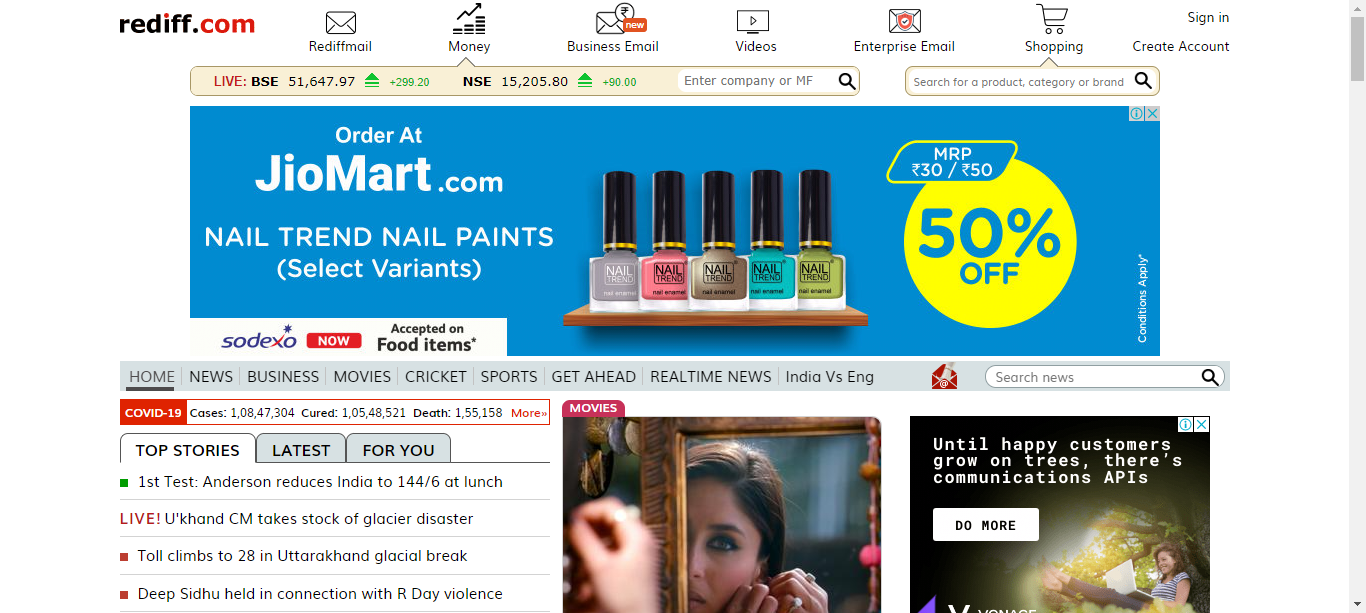 rediff.com
Rediffmail
Money
new
Business Email
Videos
Enterprise Email
Shopping
Sign in
Create Account
LIVE: BSE 51,647.97 +299.20 NSE 15,205.80 +90.00
Enter company or MF
Search for a product, category or brand
Order At
JioMart.com
NAIL TREND NAIL PAINTS
(Select Variants)
sodexo NOW Accepted on
Food items*
NAIL TREND nail enamel
NAIL TREND nail enamel
NAIL TREND nail enamel
NAIL TREND nail enamel
NAIL TREND nail enamel
MRP
₹30 / ₹50
50%
OFF
Conditions Apply*
HOME NEWS BUSINESS MOVIES CRICKET SPORTS GET AHEAD REALTIME NEWS India Vs Eng
Search news
COVID-19 Cases: 1,08,47,304 Cured: 1,05,48,521 Death: 1,55,158 More»
TOP STORIES LATEST FOR YOU
1st Test: Anderson reduces India to 144/6 at lunch
LIVE! U'khand CM takes stock of glacier disaster
Toll climbs to 28 in Uttarakhand glacial break
Deep Sidhu held in connection with R Day violence
MOVIES
Until happy customers
grow on trees, there's
communications APIs
DO MORE
VONAGE